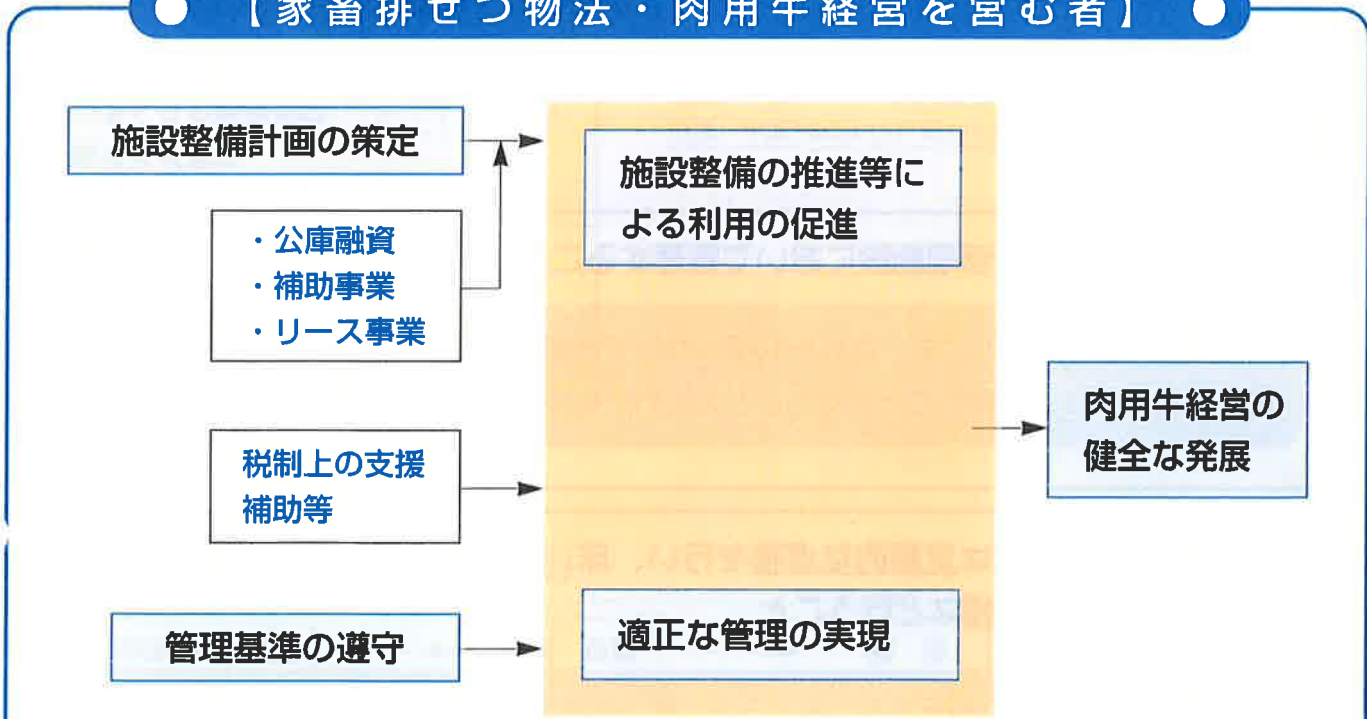 【家畜排せつ物法・肉用牛経営を営む者】
施設整備計画の策定
・公庫融資
・補助事業
・リース事業
税制上の支援
補助等
管理基準の遵守
施設整備の推進等に
よる利用の促進
適正な管理の実現
肉用牛経営の
健全な発展